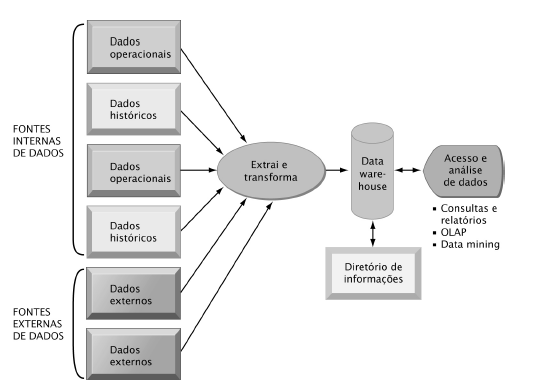 FONTES
INTERNAS
DE DADOS
Dados
operacionais
Dados
históricos
Dados
operacionais
Dados
históricos
FONTES
EXTERNAS
DE DADOS
Dados
externos
Dados
externos
Extrai e
transforma
Data
ware-
house
Diretório de
informações
Acesso e
análise
de dados
▪ Consultas e
relatórios
▪ OLAP
▪ Data mining